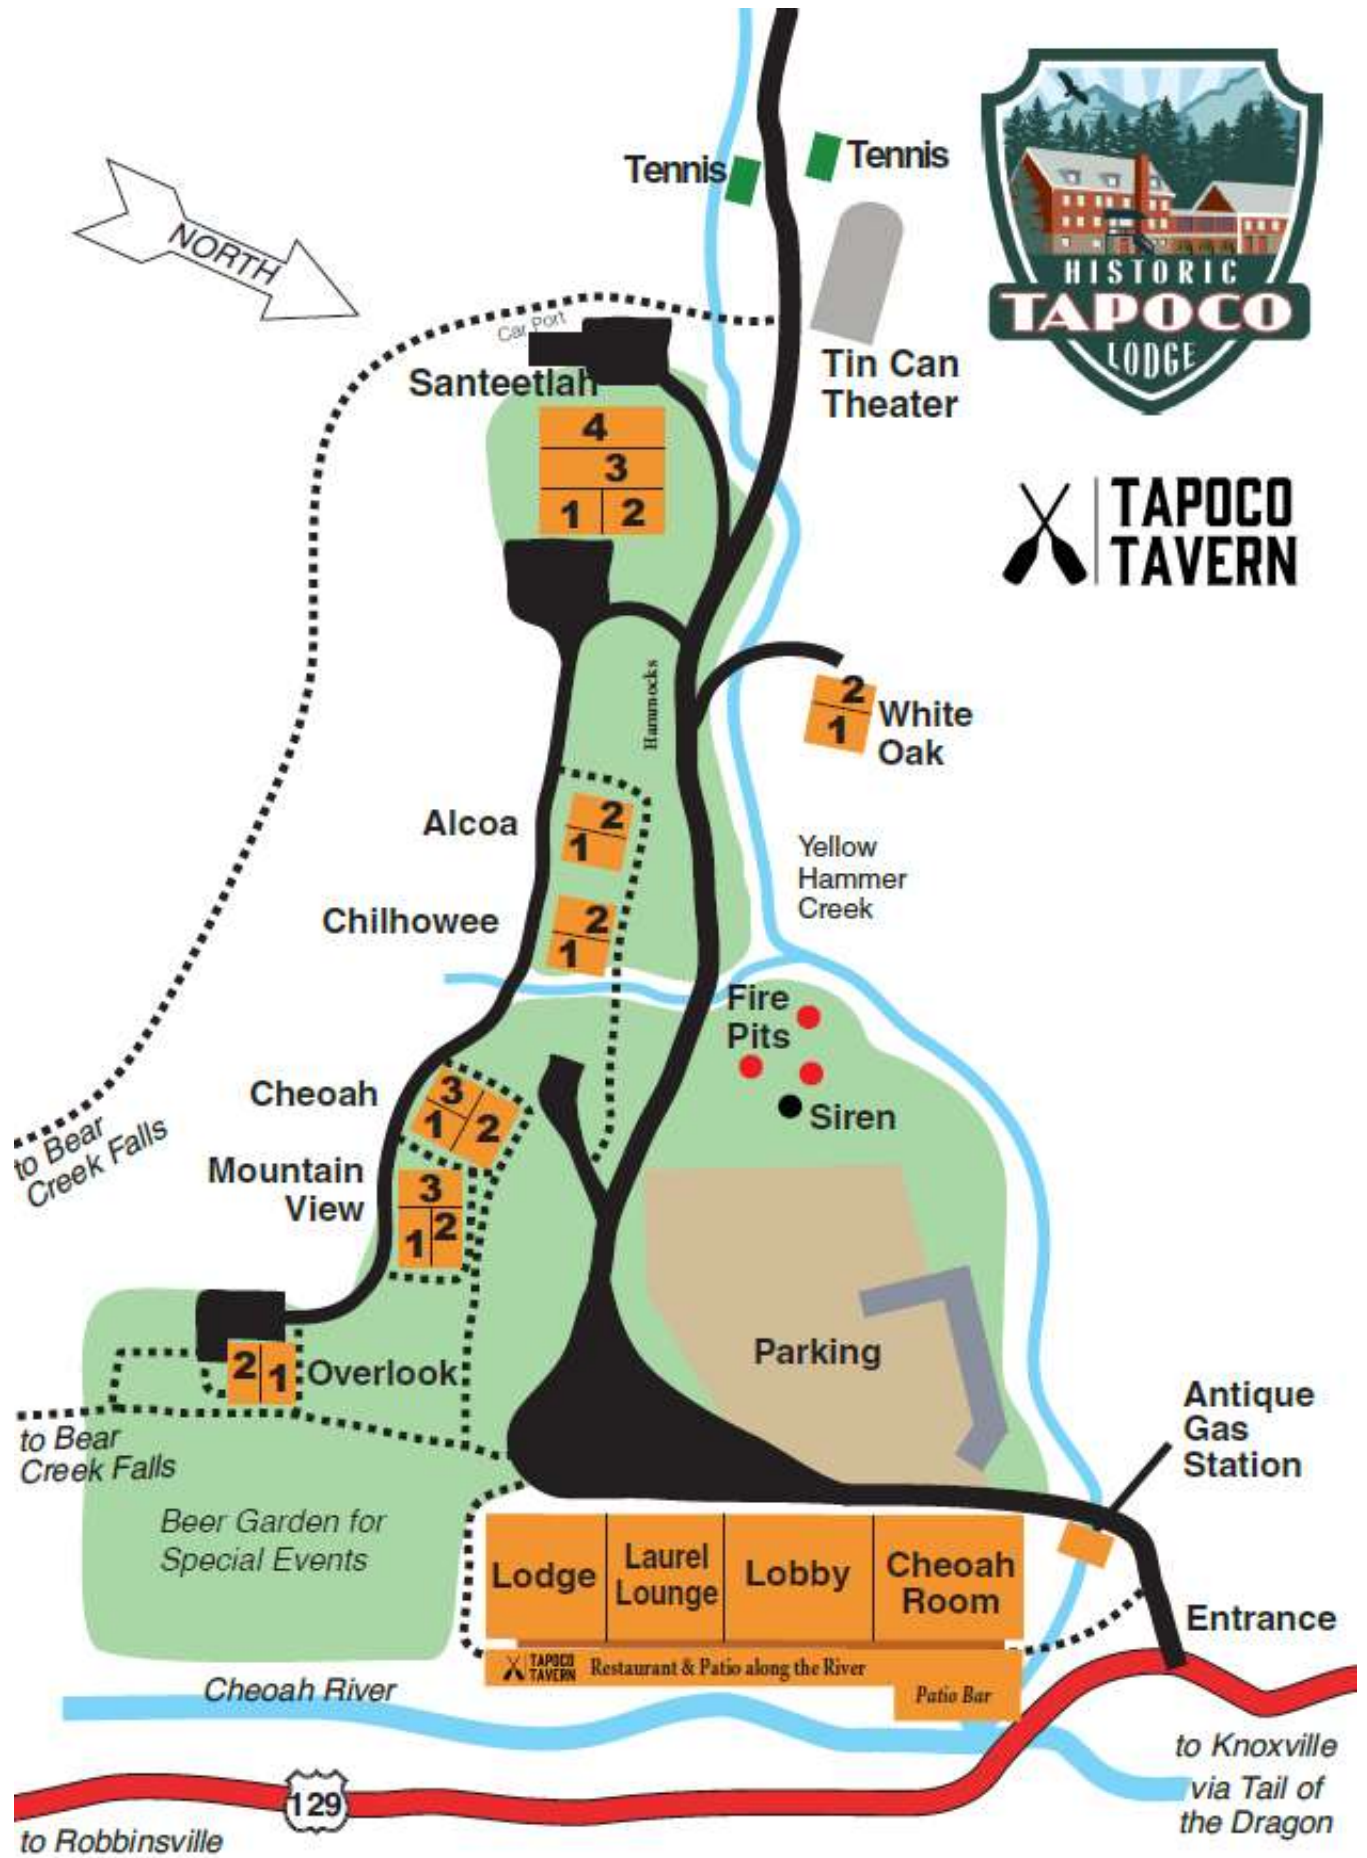 Tennis
Tennis
HISTORIC
TAPOCO
LODGE
NORTH
Car Port
Santeetlah
Tin Can
Theater
4
3
1 2
TAPOCO
TAVERN
Hammocks
2
1
White
Oak
Alcoa
2
1
Yellow
Hammer
Creek
Chilhowee
2
1
Fire
Pits
Siren
Cheoah
3
1 2
to Bear
Creek Falls
Mountain
View
3
1 2
Parking
2 1
Overlook
Antique
Gas
Station
to Bear
Creek Falls
Beer Garden for
Special Events
Lodge
Laurel
Lounge
Lobby
Cheoah
Room
Entrance
TAPOCO
TAVERN
Restaurant & Patio along the River
Patio Bar
Cheoah River
to Knoxville
via Tail of
the Dragon
129
to Robbinsville